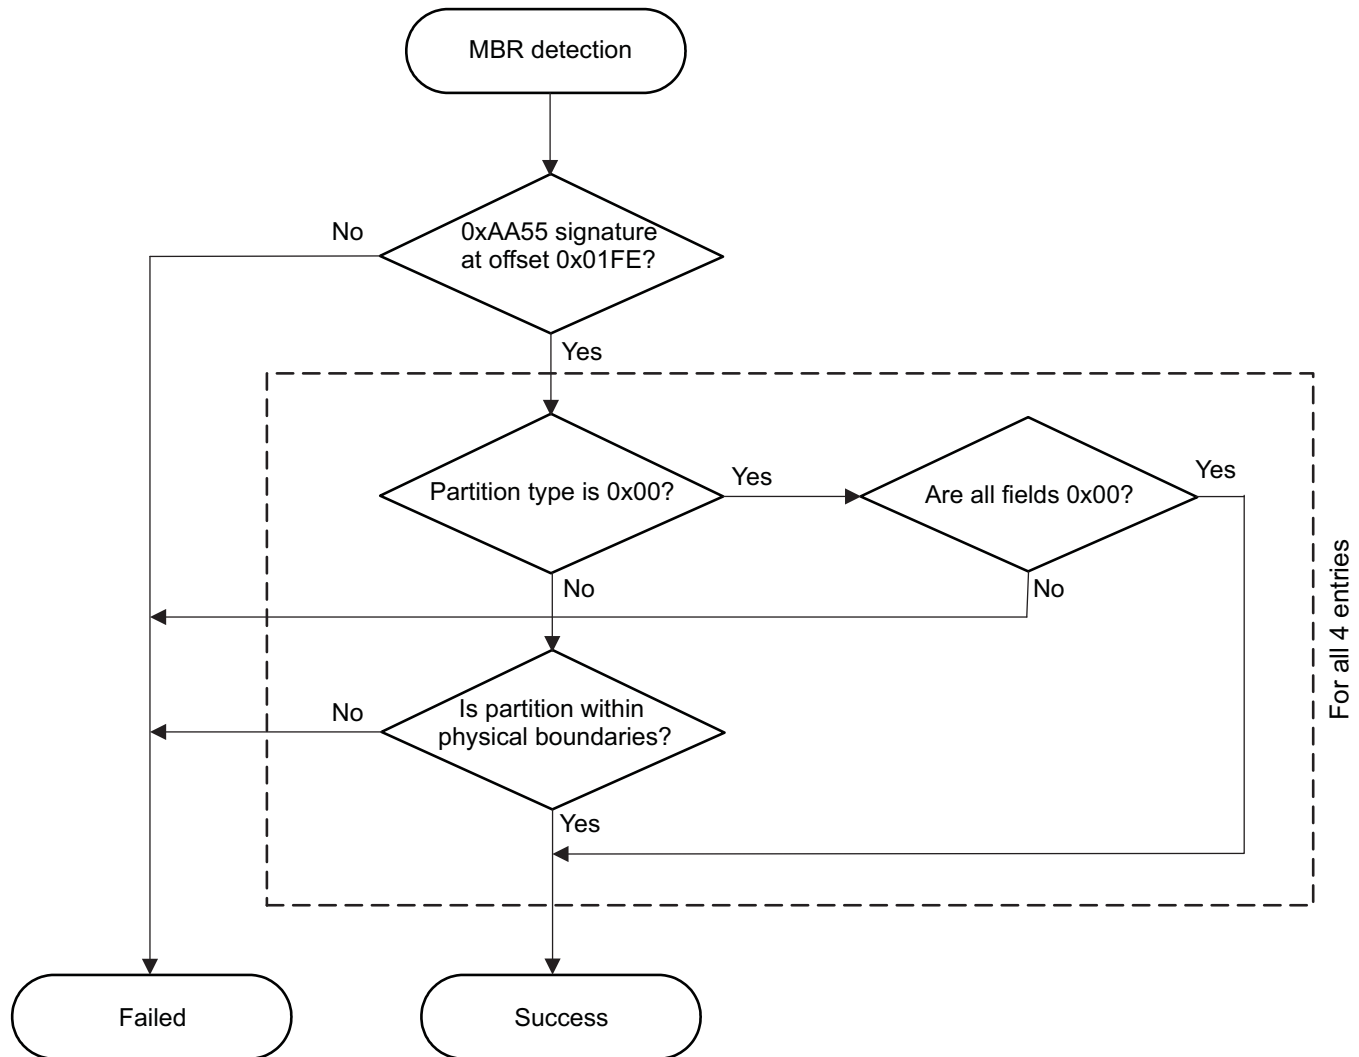 MBR detection
No
0xAA55 signature
at offset 0x01FE?
Yes
Partition type is 0x00?
Yes
Are all fields 0x00?
Yes
No
No
For all 4 entries
No
Is partition within
physical boundaries?
Yes
Failed
Success